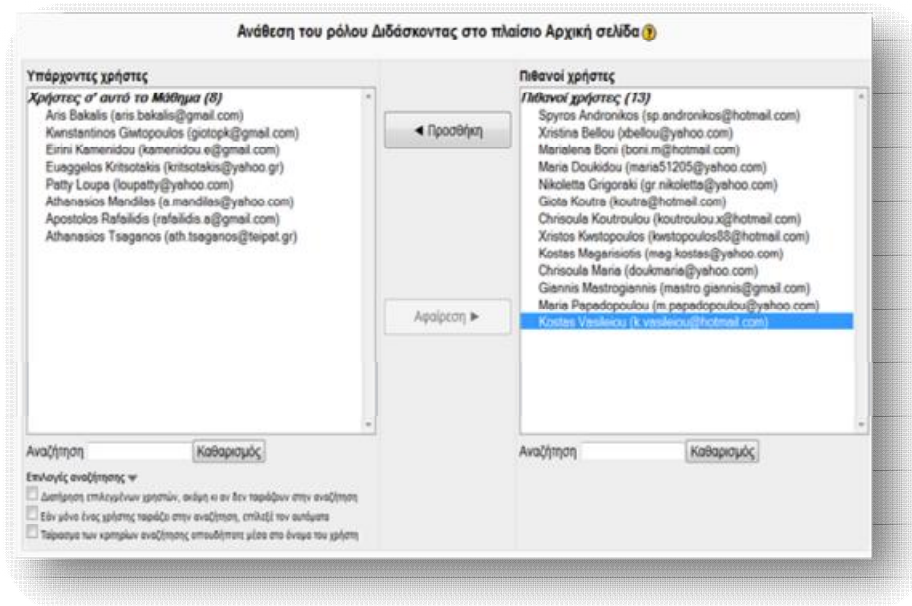 Ανάθεση του ρόλου Διδάσκοντας στο πλαίσιο Αρχική σελίδα
Υπάρχοντες χρήστες
Χρήστες σ' αυτό το Μάθημα (8)
Aris Bakalis (aris.bakalis@gmail.com)
Kwnstantinos Giwtopoulos (giotopk@gmail.com)
Eirini Kamenidou (kamenidou.e@gmail.com)
Euaggelos Kritsotakis (kritsotakis@yahoo.gr)
Patty Loupa (loupatty@yahoo.com)
Athanasios Mandilas (a.mandilas@yahoo.com)
Apostolos Rafailidis (rafailidis.a@gmail.com)
Athanasios Tsaganos (ath.tsaganos@teipat.gr)
Αναζήτηση Καθαρισμός
Επιλογές αναζήτησης
Διατήρηση επιλεγμένων χρηστών, ακόμη κι αν δεν ταιριάζουν στην αναζήτηση
Εάν μόνο ένας χρήστης ταιριάζει στην αναζήτηση, επίλεξέ τον αυτόματα
Ταίριασμα των κριτηρίων αναζήτησης οπουδήποτε μέσα στο όνομα του χρήστη
◄ Προσθήκη
Αφαίρεση ►
Πιθανοί χρήστες
Πιθανοί χρήστες (13)
Spyros Andronikos (sp.andronikos@hotmail.com)
Xristina Bellou (xbellou@yahoo.com)
Marialena Boni (boni.m@hotmail.com)
Maria Doukidou (maria51205@yahoo.com)
Nikoletta Grigoraki (gr.nikoletta@yahoo.com)
Giota Koutra (koutra@hotmail.com)
Chrisoula Koutroulou (koutroulou.x@hotmail.com)
Xristos Kwstopoulos (kwstopoulos88@hotmail.com)
Kostas Magarisiotis (mag.kostas@yahoo.com)
Chrisoula Maria (doukmaria@yahoo.com)
Giannis Mastrogiannis (mastro.giannis@gmail.com)
Maria Papadopoulou (m.papadopoulou@yahoo.com)
Kostas Vasileiou (k.vasileiou@hotmail.com)
Αναζήτηση Καθαρισμός